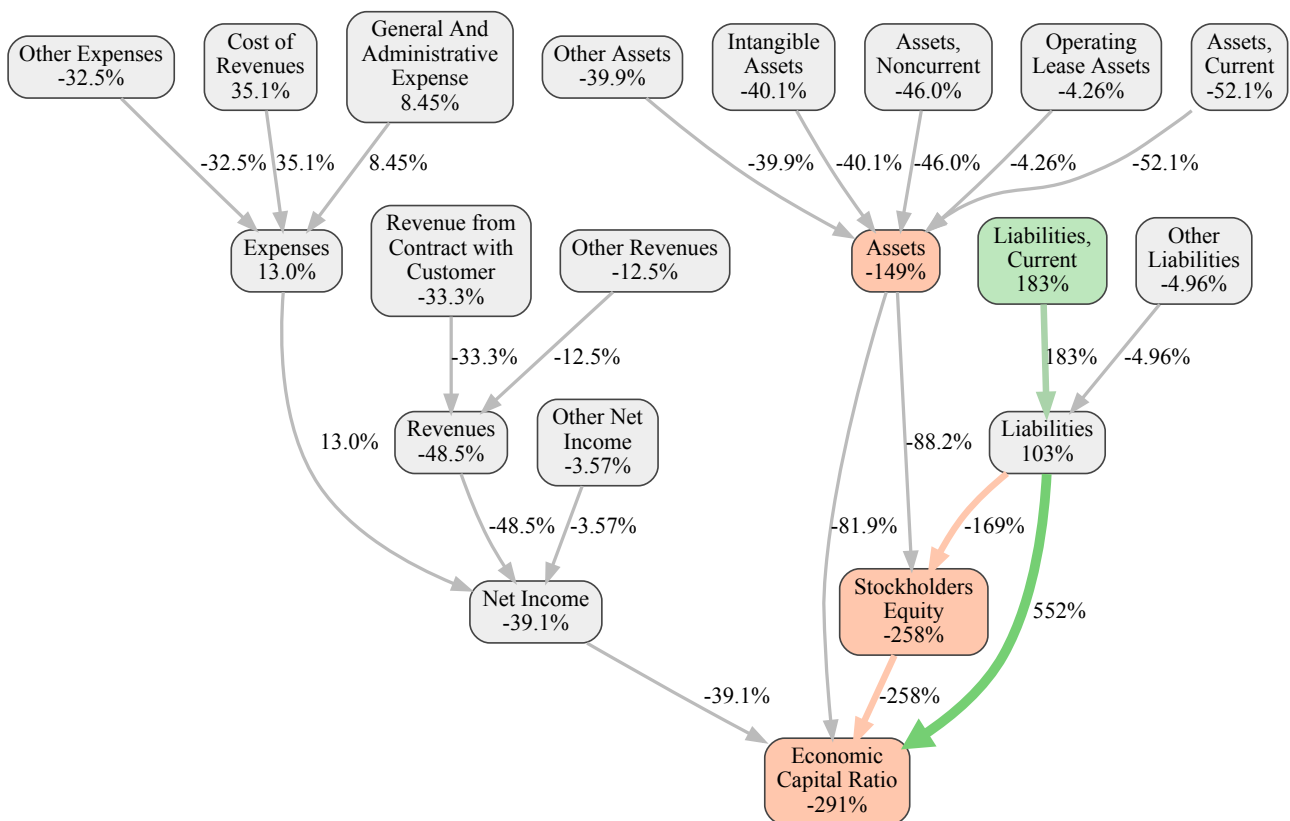 Other Expenses
-32.5%
Cost of
Revenues
35.1%
General And
Administrative
Expense
8.45%
Other Assets
-39.9%
Intangible
Assets
-40.1%
Assets,
Noncurrent
-46.0%
Operating
Lease Assets
-4.26%
Assets,
Current
-52.1%
-32.5%
35.1%
8.45%
-39.9%
-40.1%
-46.0%
-4.26%
-52.1%
Expenses
13.0%
Revenue from
Contract with
Customer
-33.3%
Other Revenues
-12.5%
Assets
-149%
Liabilities,
Current
183%
Other
Liabilities
-4.96%
-33.3%
-12.5%
183%
-4.96%
13.0%
Revenues
-48.5%
Other Net
Income
-3.57%
-88.2%
Liabilities
103%
-48.5%
-3.57%
-81.9%
-169%
Net Income
-39.1%
Stockholders
Equity
-258%
552%
-39.1%
-258%
Economic
Capital Ratio
-291%